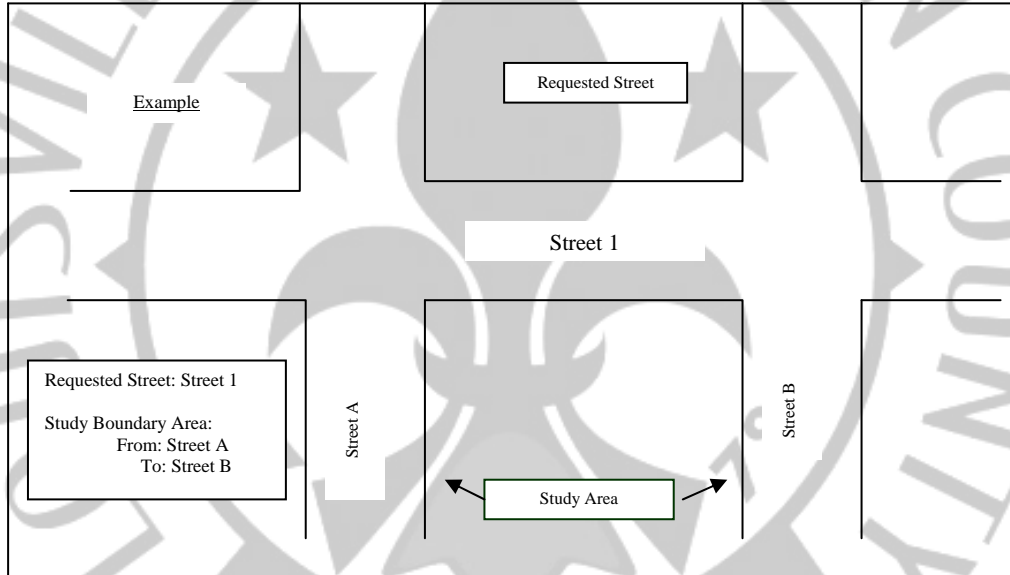 Requested Street
Example
Street 1
Requested Street: Street 1
Study Boundary Area:
From: Street A
To: Street B
Street A
Street B
Study Area
COUNTY